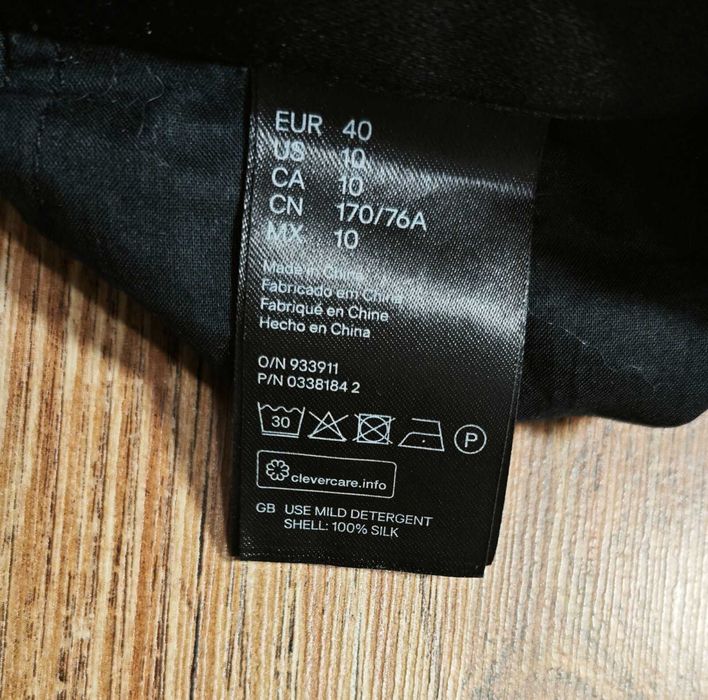 EUR 40
US 10
CA 10
CN 170/76A
MX 10
Made in China
Fabricado em China
Fabriqué en Chine
Hecho en China
O/N 933911
P/N 0338184 2
30
P
clevercare.info
GB USE MILD DETERGENT
SHELL: 100% SILK